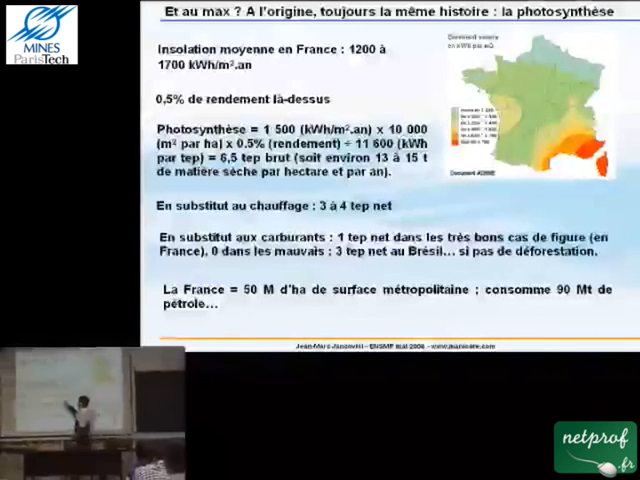 Et au max ? A l'origine, toujours la même histoire : la photosynthèse
MINES
ParisTech
Insolation moyenne en France : 1200 à
1700 kWh/m².an
0,5% de rendement là-dessus
Photosynthèse = 1 500 (kWh/m².an) x 10 000
(m² par ha) x 0.5% (rendement) ÷ 11 600 (kWh
par tep) = 6,5 tep brut (soit environ 13 à 15 t
de matière sèche par hectare et par an).
Document ADEME
En substitut au chauffage : 3 à 4 tep net
En substitut aux carburants : 1 tep net dans les très bons cas de figure (en
France), 0 dans les mauvais : 3 tep net au Brésil... si pas de déforestation.
La France = 50 M d'ha de surface métropolitaine ; consomme 90 Mt de
pétrole...
netprof
.fr